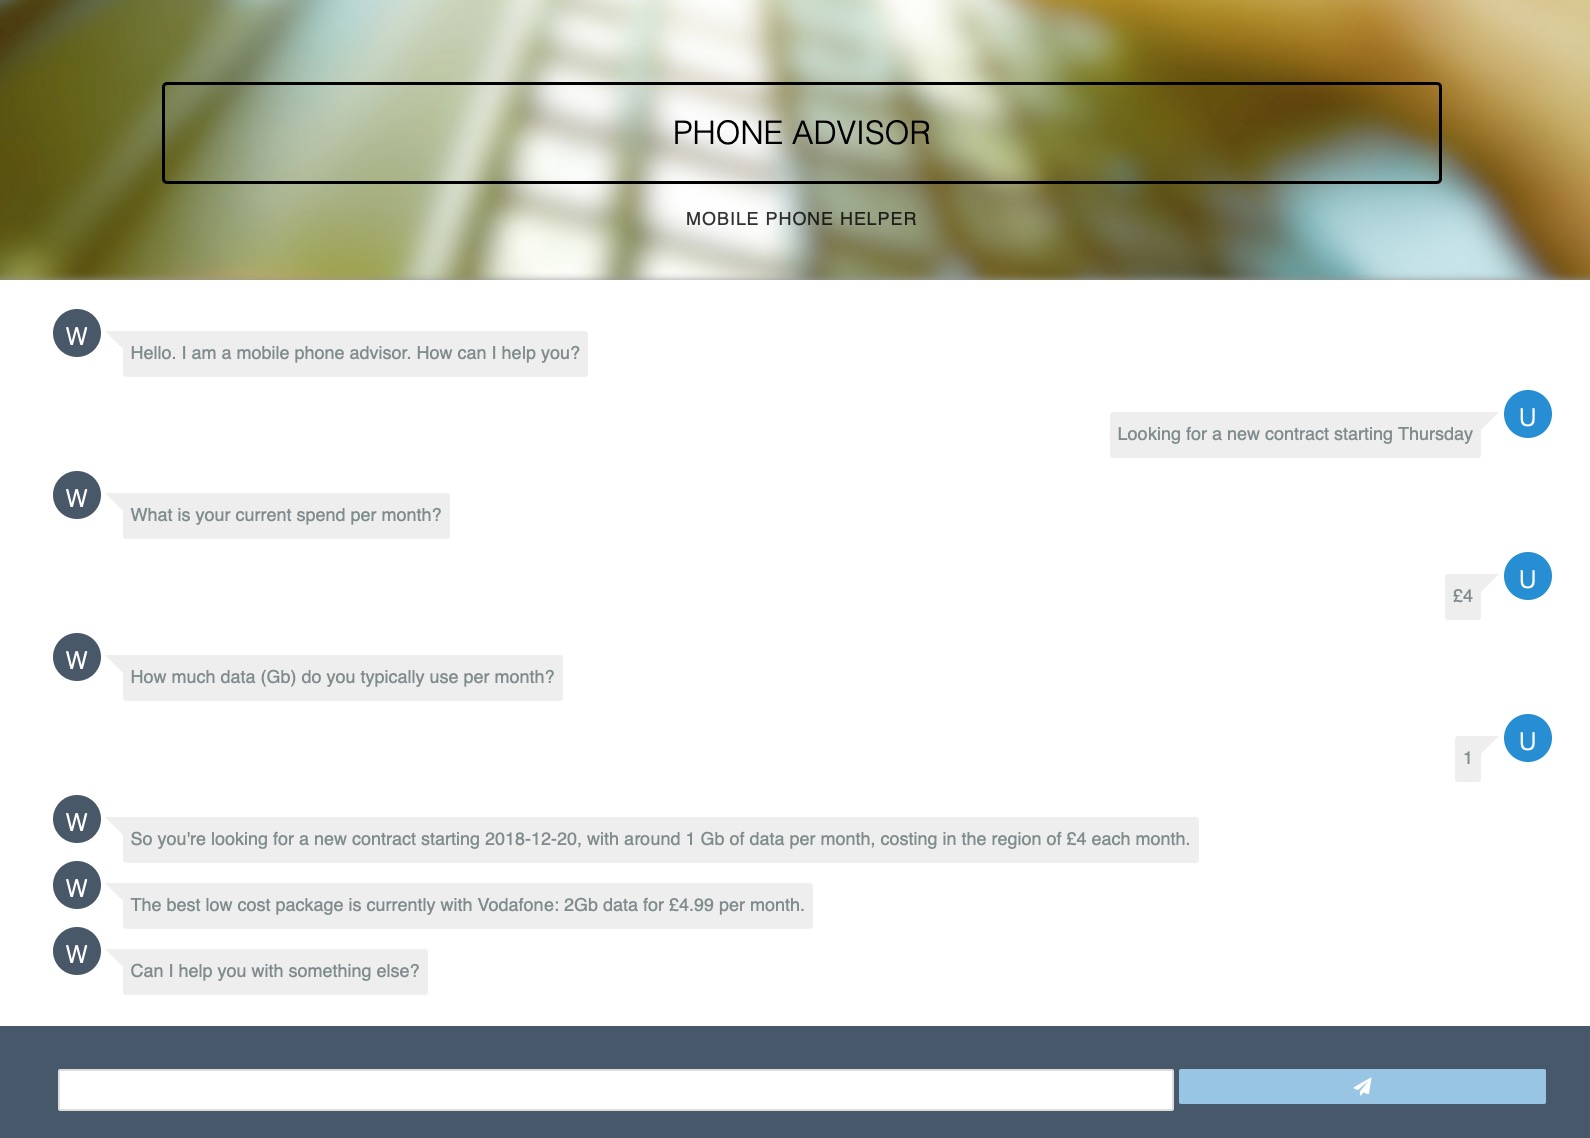 PHONE ADVISOR
MOBILE PHONE HELPER
W
Hello. I am a mobile phone advisor. How can I help you?
U
Looking for a new contract starting Thursday
W
What is your current spend per month?
U
£4
W
How much data (Gb) do you typically use per month?
U
1
W
So you're looking for a new contract starting 2018-12-20, with around 1 Gb of data per month, costing in the region of £4 each month.
W
The best low cost package is currently with Vodafone: 2Gb data for £4.99 per month.
W
Can I help you with something else?